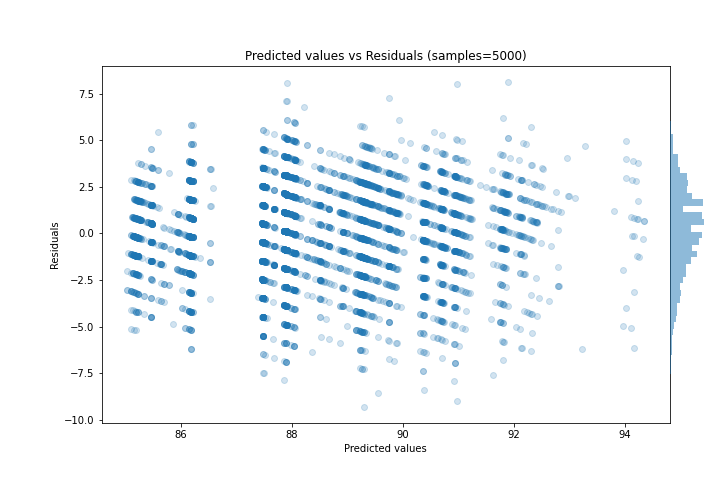 Predicted values vs Residuals (samples=5000)
7.5
5.0
2.5
0.0
−2.5
−5.0
−7.5
−10.0
Residuals
86 88 90 92 94
Predicted values